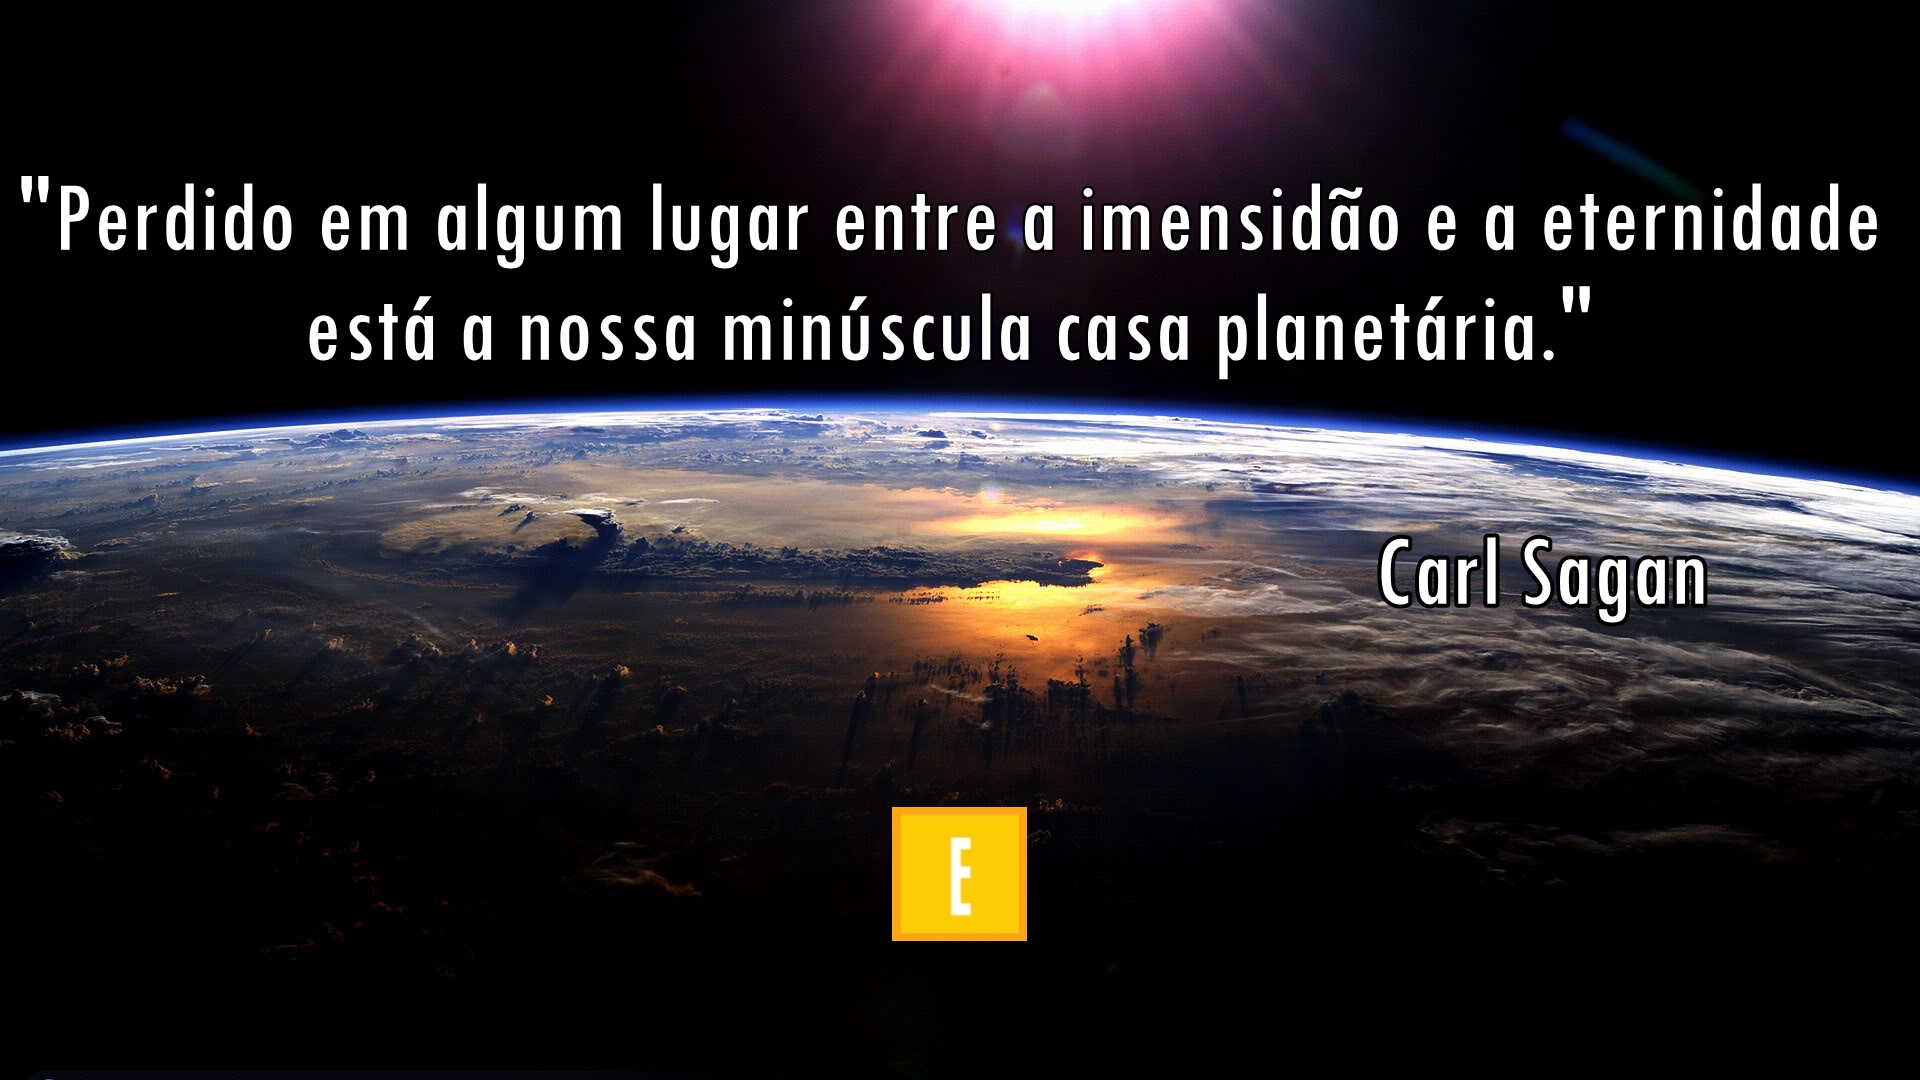 "Perdido em algum lugar entre a imensidão e a eternidade
está a nossa minúscula casa planetária."
Carl Sagan
E